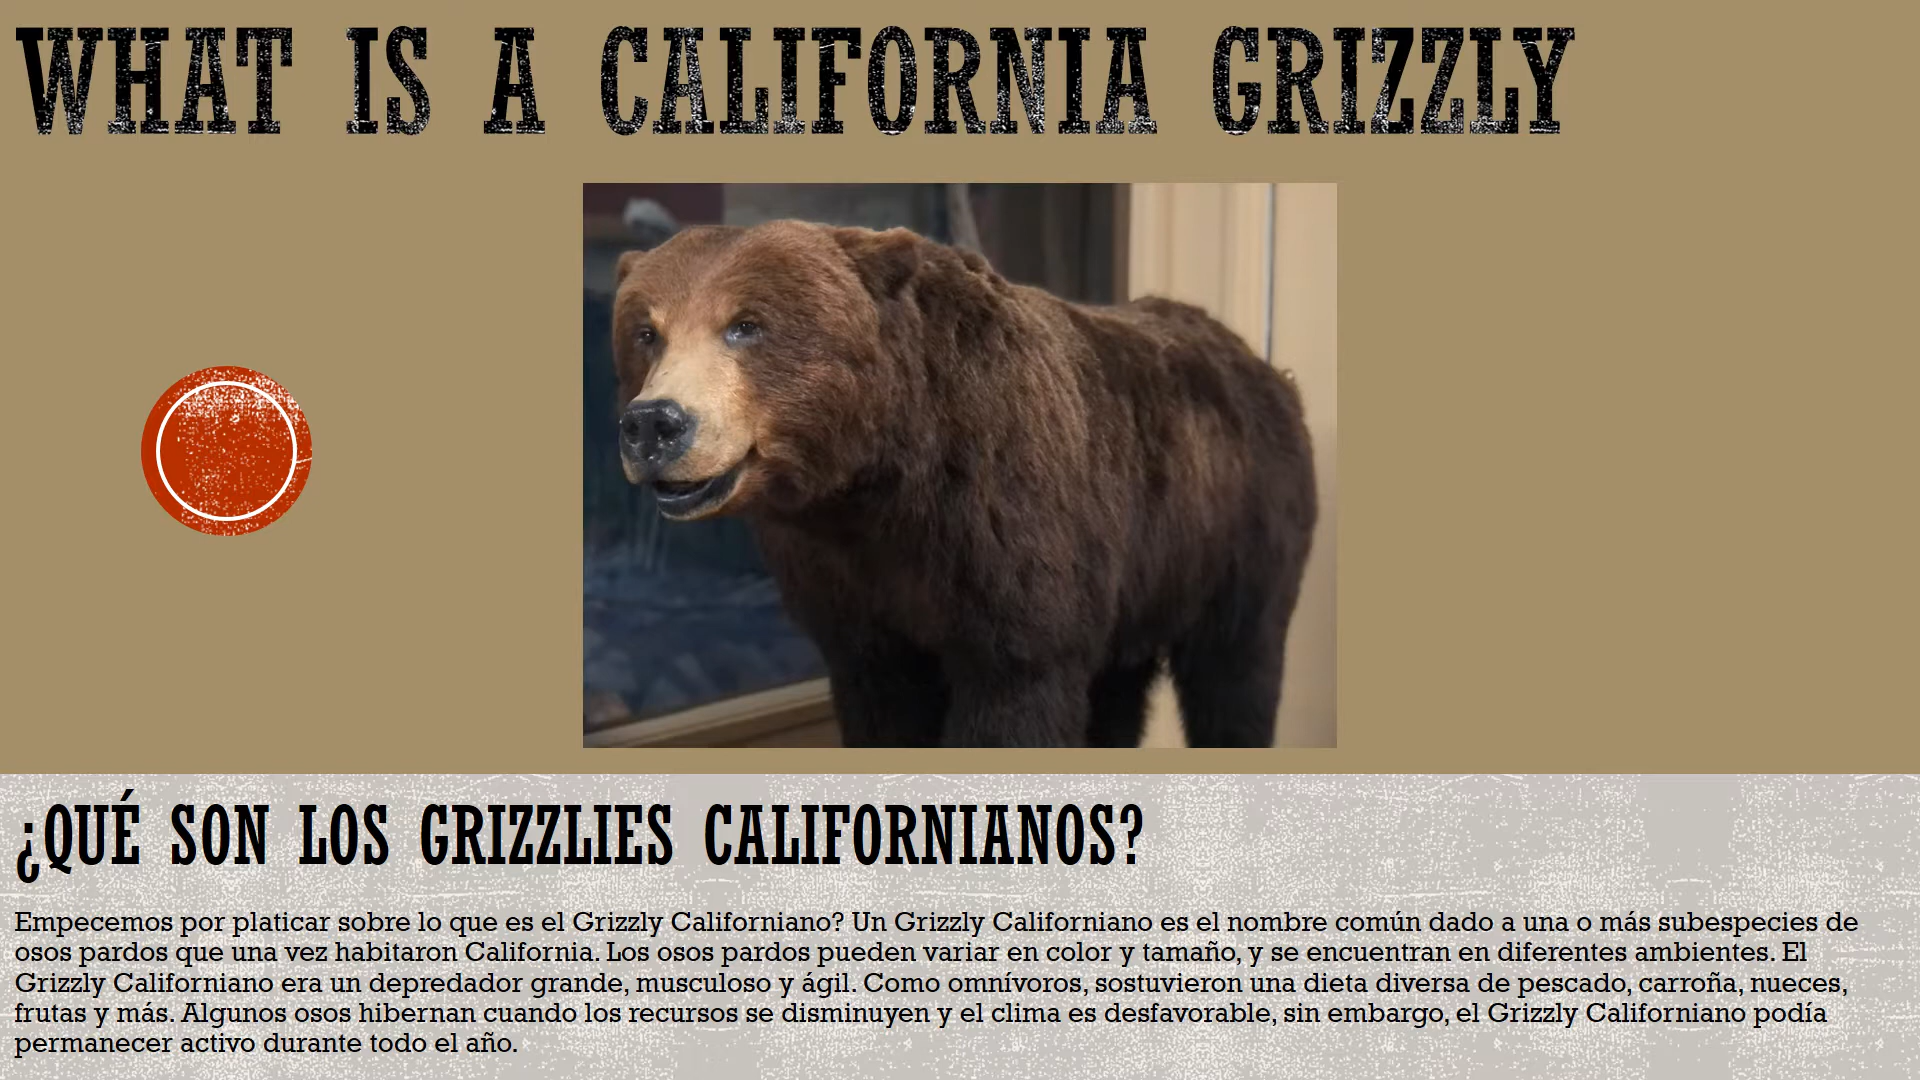 WHAT IS A CALIFORNIA GRIZZLY
¿QUÉ SON LOS GRIZZLIES CALIFORNIANOS?
Empecemos por platicar sobre lo que es el Grizzly Californiano? Un Grizzly Californiano es el nombre común dado a una o más subespecies de
osos pardos que una vez habitaron California. Los osos pardos pueden variar en color y tamaño, y se encuentran en diferentes ambientes. El
Grizzly Californiano era un depredador grande, musculoso y ágil. Como omnívoros, sostuvieron una dieta diversa de pescado, carroña, nueces,
frutas y más. Algunos osos hibernan cuando los recursos se disminuyen y el clima es desfavorable, sin embargo, el Grizzly Californiano podía
permanecer activo durante todo el año.